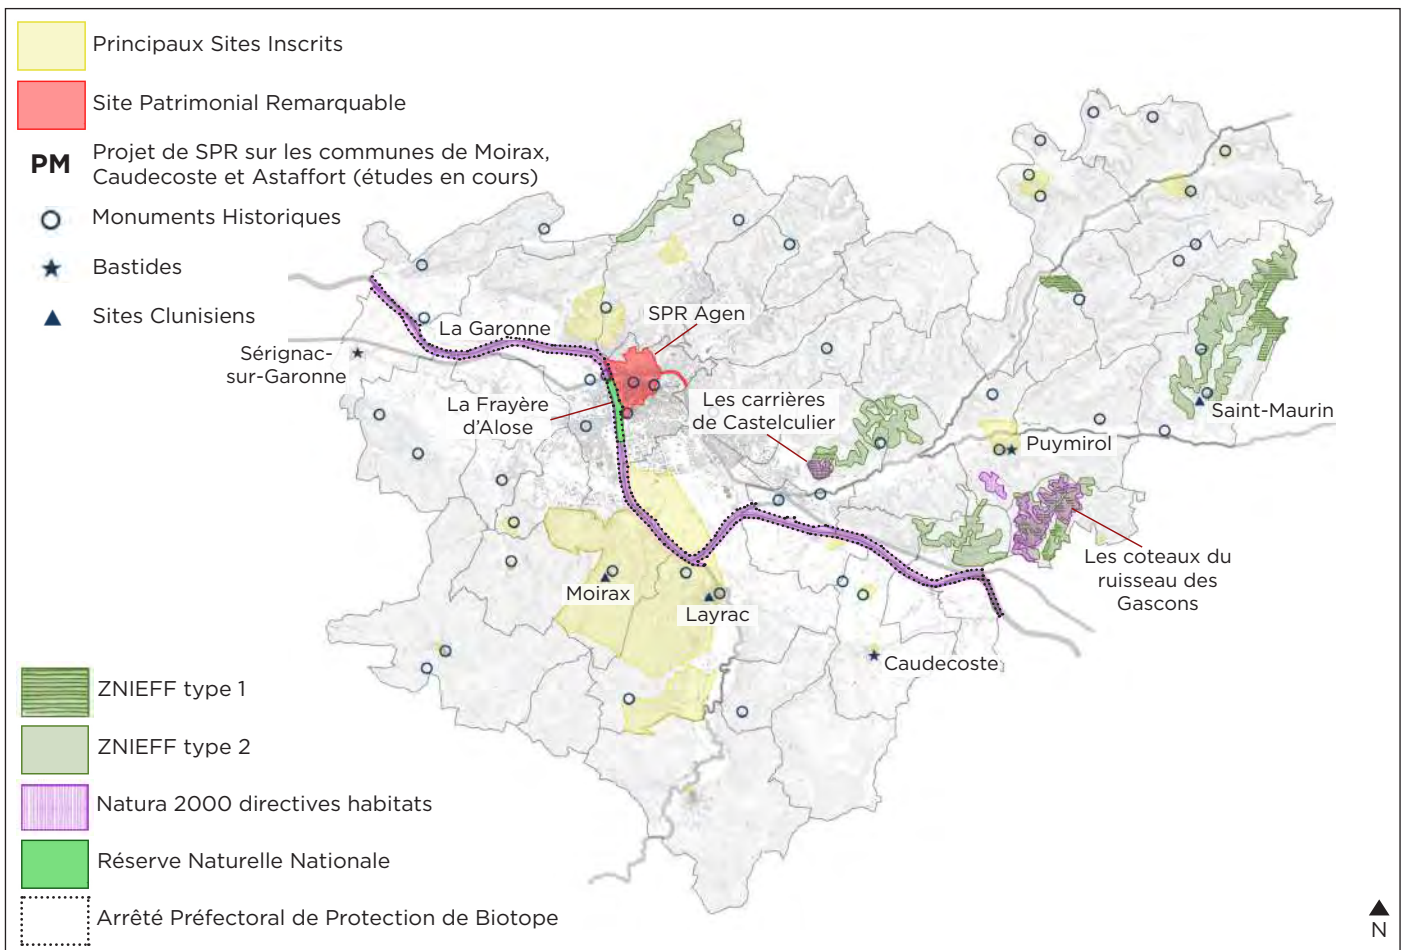 Principaux Sites Inscrits
Site Patrimonial Remarquable
PM
Projet de SPR sur les communes de Moirax,
Caudecoste et Astaffort (études en cours)
Monuments Historiques
Bastides
Sites Clunisiens
La Garonne
SPR Agen
Sérignac-
sur-Garonne
La Frayère
d'Alose
Les carrières
de Castelculier
Saint-Maurin
Puymirol
Les coteaux du
ruisseau des
Gascons
Moirax
Layrac
Caudecoste
ZNIEFF type 1
ZNIEFF type 2
Natura 2000 directives habitats
Réserve Naturelle Nationale
Arrêté Préfectoral de Protection de Biotope
N